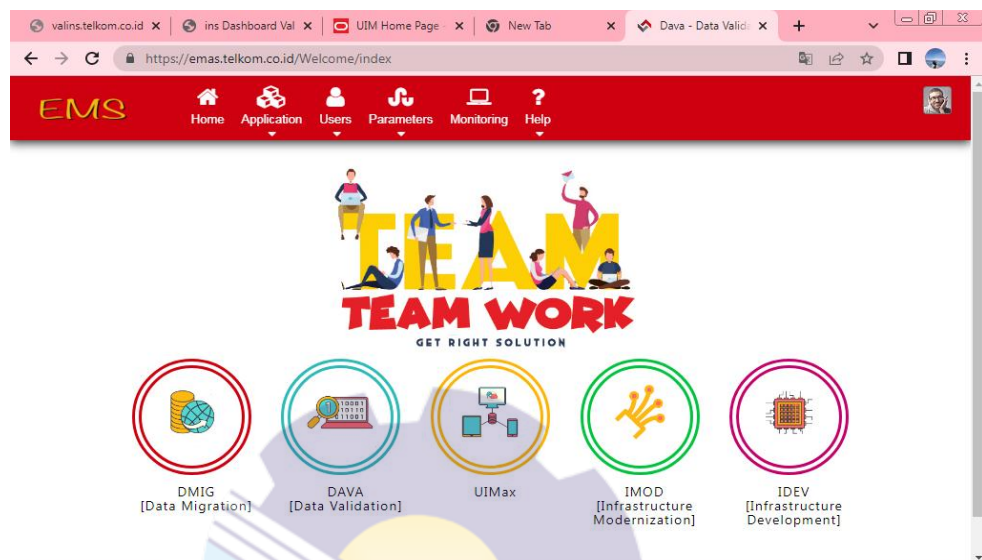 valins.telkom.co.id
ins Dashboard Val
UIM Home Page
New Tab
Dava - Data Valid
https://emas.telkom.co.id/Welcome/index
EMS
Home
Application
Users
Parameters
Monitoring
Help
TEAM
TEAM WORK
GET RIGHT SOLUTION
DMIG
[Data Migration]
DAVA
[Data Validation]
UIMax
IMOD
[Infrastructure
Modernization]
IDEV
[Infrastructure
Development]